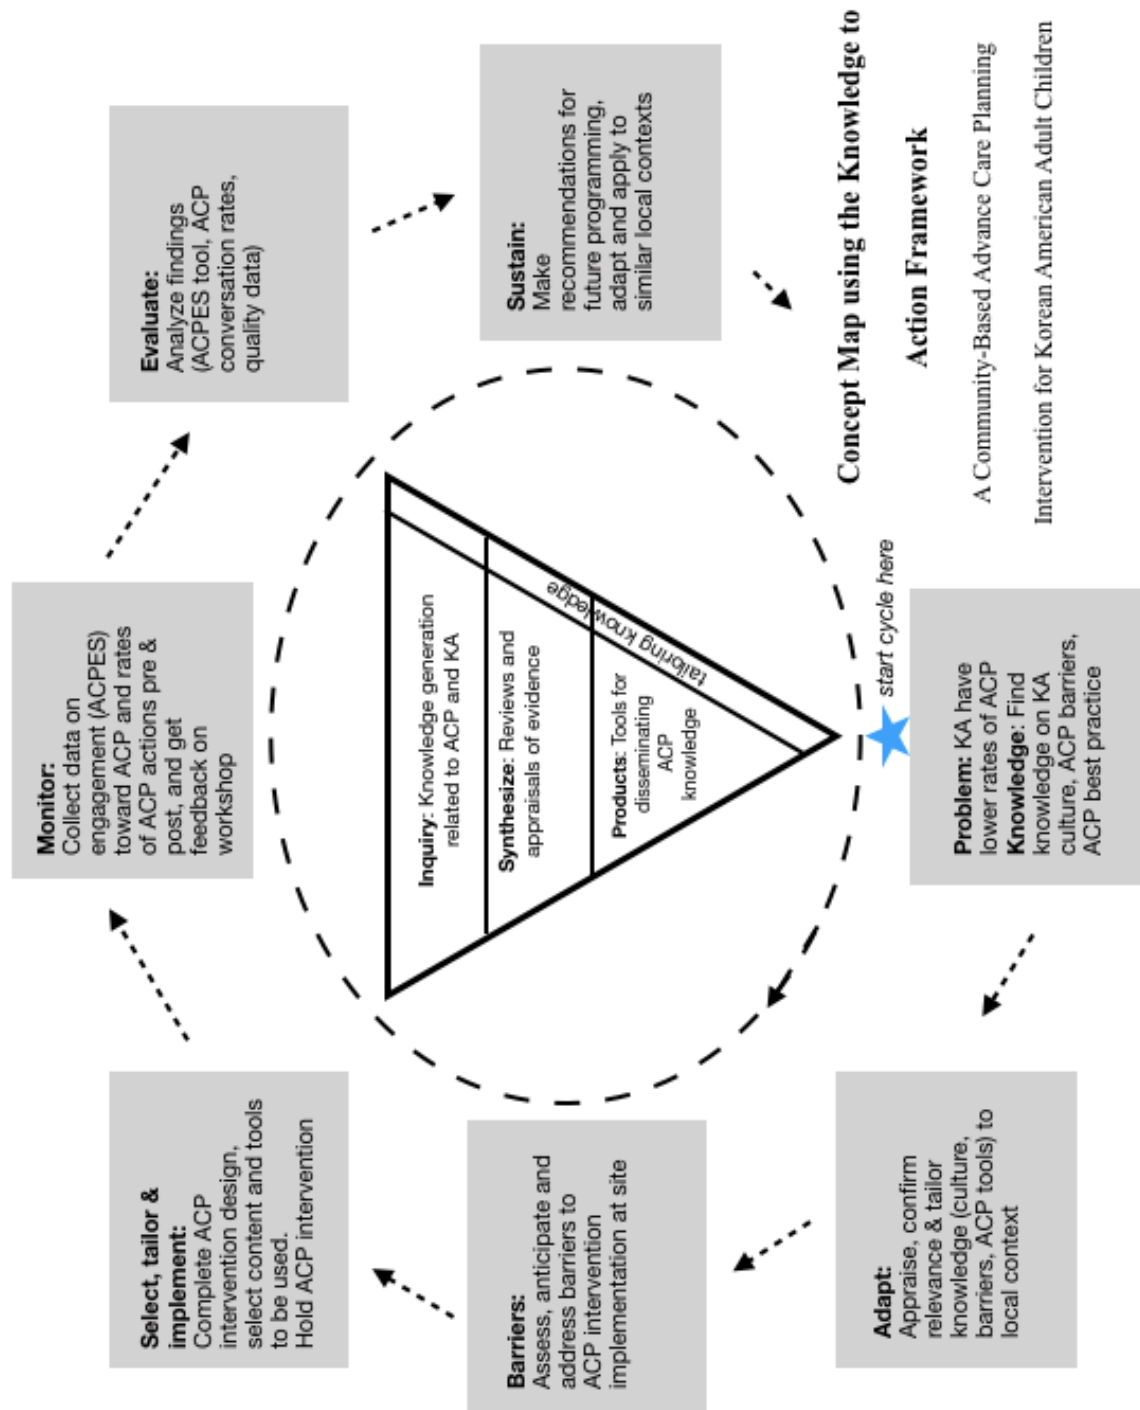 Monitor:
Collect data on
engagement (ACPES)
toward ACP and rates
of ACP actions pre &
post, and get
feedback on
workshop
Select, tailor &
implement:
Complete ACP
intervention design,
select content and tools
to be used.
Hold ACP intervention
Evaluate:
Analyze findings
(ACPES tool, ACP
conversation rates,
quality data)
Inquiry: Knowledge generation
related to ACP and KA
Synthesize: Reviews and
appraisals of evidence
Products: Tools for
disseminating
ACP
knowledge
tailoring knowledge
Barriers:
Assess, anticipate and
address barriers to
ACP intervention
implementation at site
Sustain:
Make
recommendations for
future programming,
adapt and apply to
similar local contexts
Adapt:
Appraise, confirm
relevance & tailor
knowledge (culture,
barriers, ACP tools) to
local context
start cycle here
Problem: KA have
lower rates of ACP
Knowledge: Find
knowledge on KA
culture, ACP barriers,
ACP best practice
Concept Map using the Knowledge to
Action Framework
A Community-Based Advance Care Planning
Intervention for Korean American Adult Children